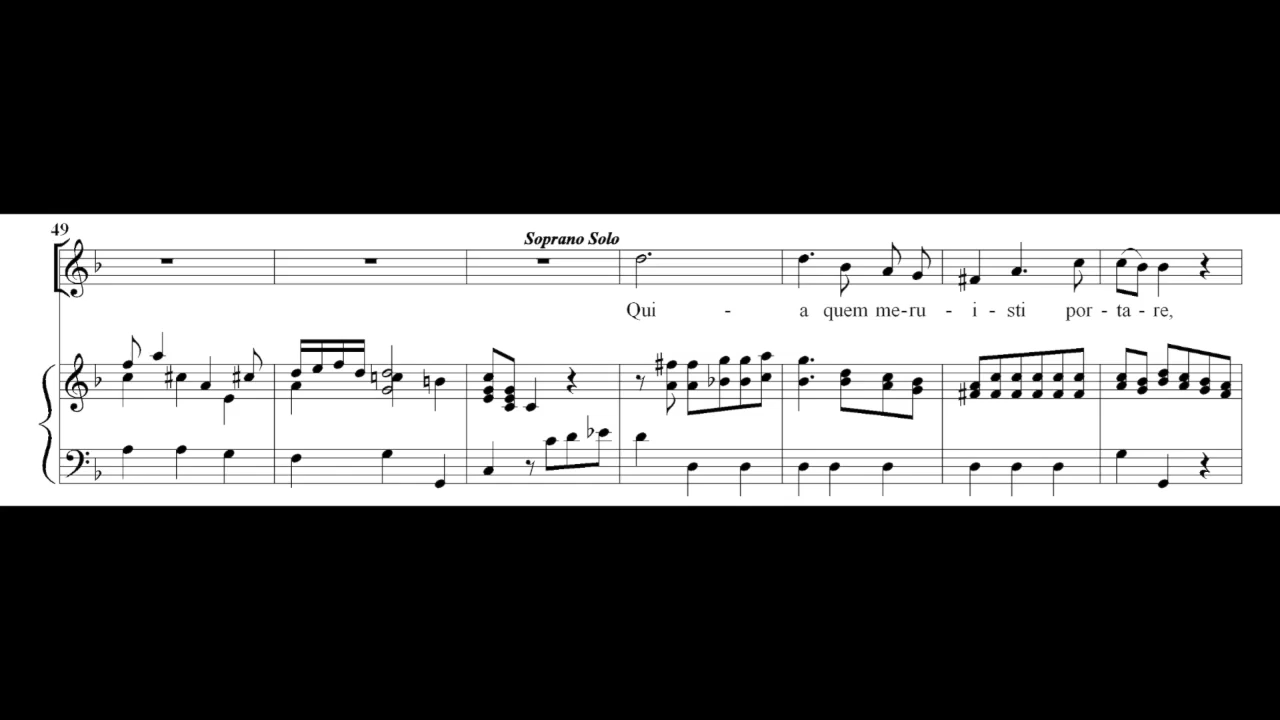 49
Soprano Solo
Qui - a quem me-ru - i - sti por - ta - re,